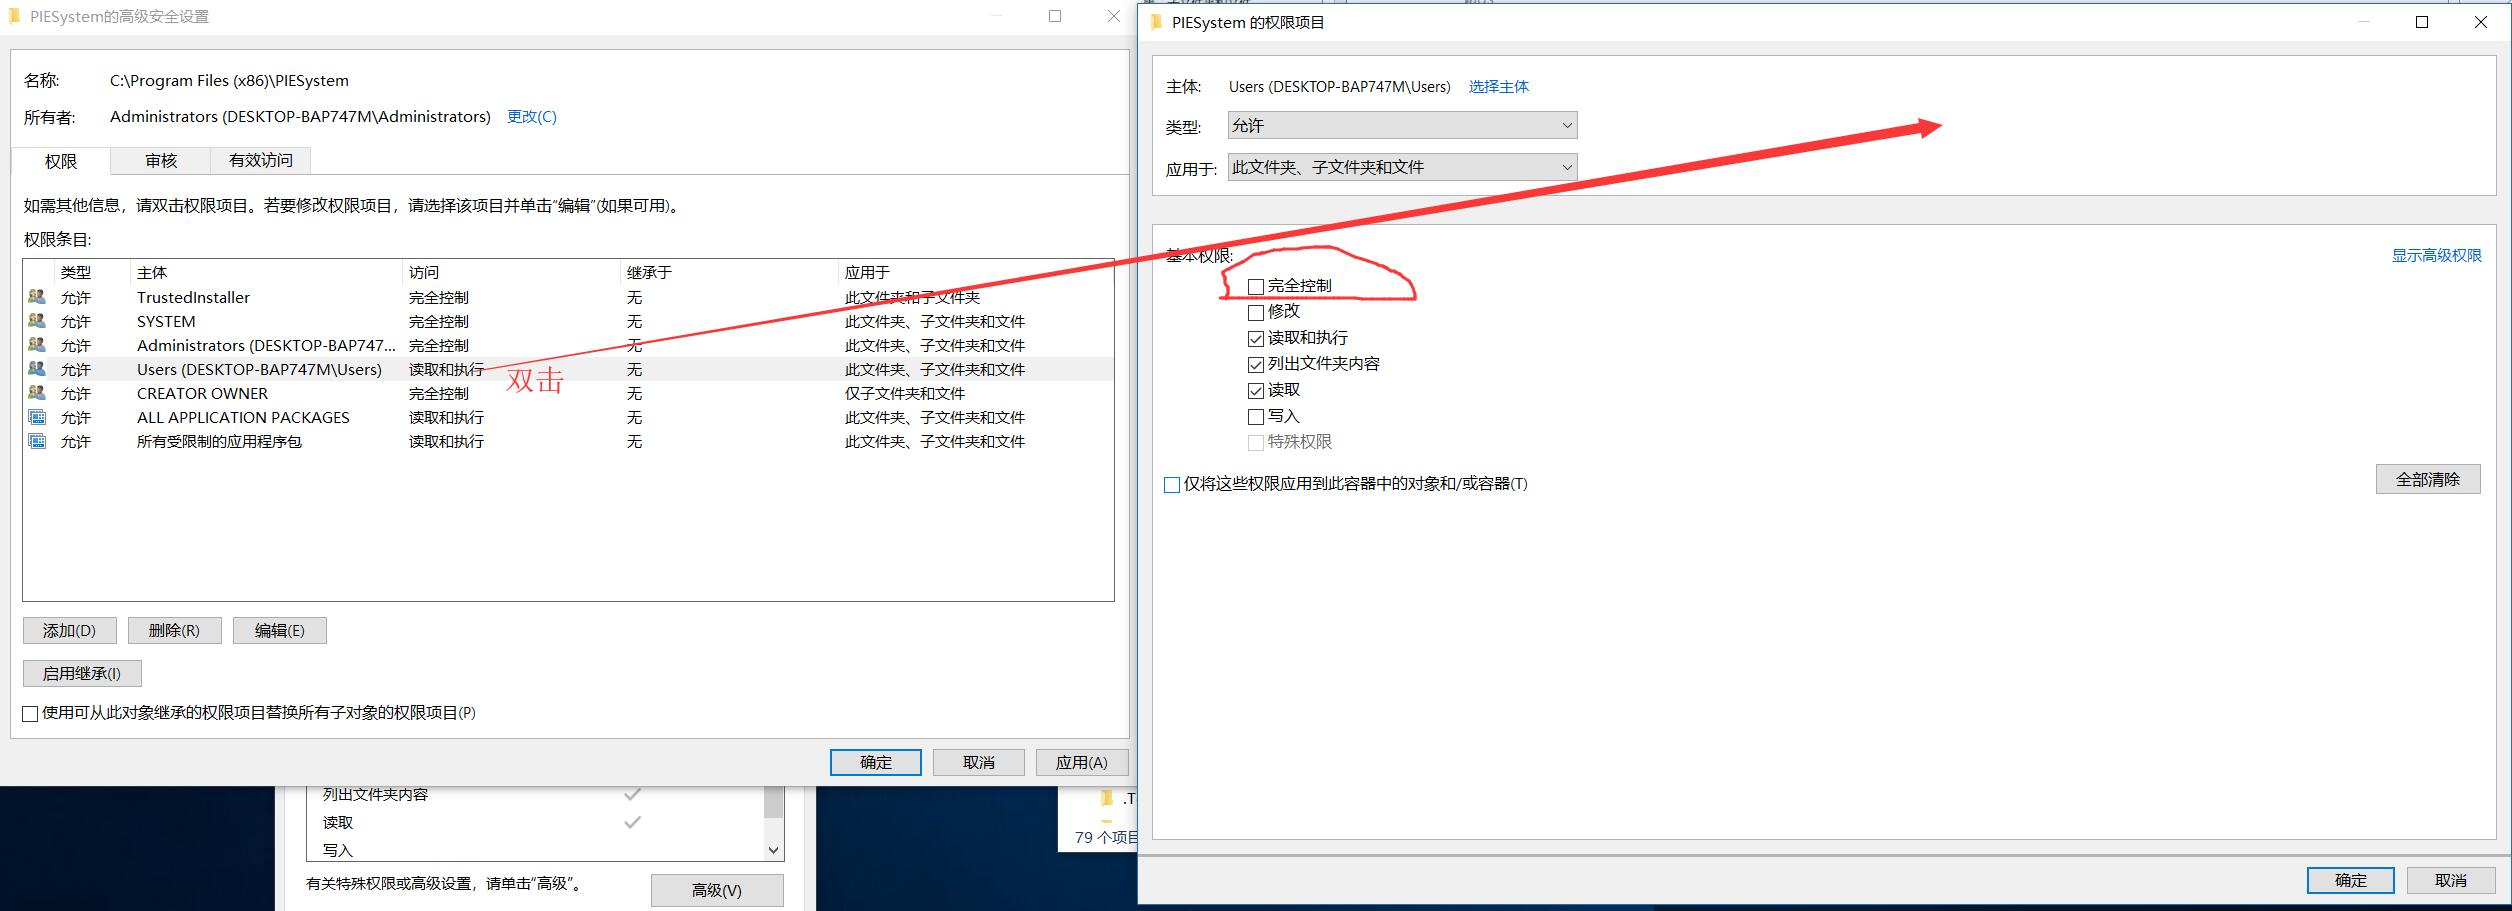 PIESystem的高级安全设置
名称: C:\Program Files (x86)\PIESystem
所有者: Administrators (DESKTOP-BAP747M\Administrators) 更改(C)
权限 审核 有效访问
如需其他信息，请双击权限项目。若要修改权限项目，请选择该项目并单击“编辑”(如果可用)。
权限条目:
类型 主体 访问 继承于 应用于
允许 TrustedInstaller 完全控制 无 此文件夹和子文件夹
允许 SYSTEM 完全控制 无 此文件夹、子文件夹和文件
允许 Administrators (DESKTOP-BAP747... 完全控制 无 此文件夹、子文件夹和文件
允许 Users (DESKTOP-BAP747M\Users) 读取和执行 无 此文件夹、子文件夹和文件
双击
允许 CREATOR OWNER 完全控制 无 仅子文件夹和文件
允许 ALL APPLICATION PACKAGES 读取和执行 无 此文件夹、子文件夹和文件
允许 所有受限制的应用程序包 读取和执行 无 此文件夹、子文件夹和文件
添加(D) 删除(R) 编辑(E)
启用继承(I)
使用可从此对象继承的权限项目替换所有子对象的权限项目(P)
确定 取消 应用(A)
列出文件夹内容
读取
写入
有关特殊权限或高级设置，请单击“高级”。
高级(V)
.T
79 个项目
PIESystem 的权限项目
主体: Users (DESKTOP-BAP747M\Users) 选择主体
类型: 允许
应用于: 此文件夹、子文件夹和文件
基本权限: 显示高级权限
完全控制
修改
读取和执行
列出文件夹内容
读取
写入
特殊权限
仅将这些权限应用到此容器中的对象和/或容器(T)
全部清除
确定 取消